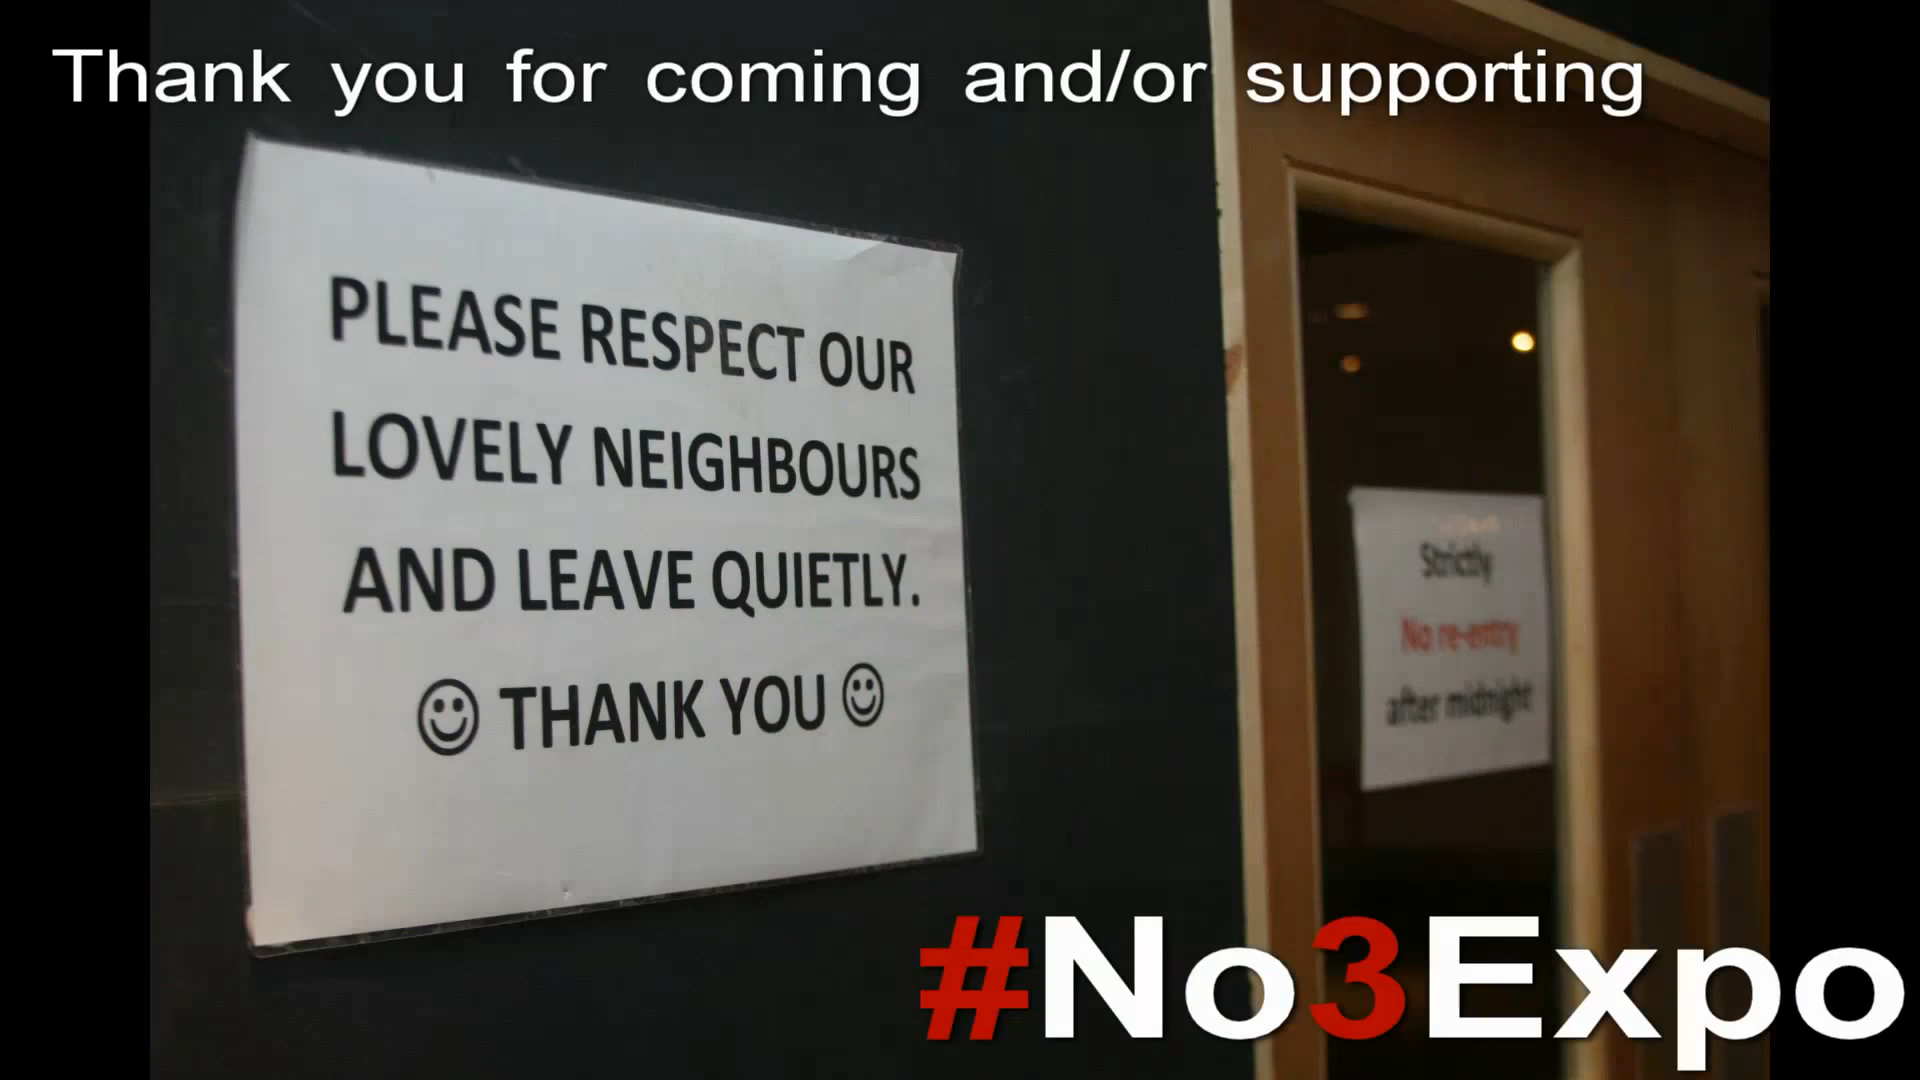 Thank you for coming and/or supporting
PLEASE RESPECT OUR
LOVELY NEIGHBOURS
AND LEAVE QUIETLY.
☺ THANK YOU ☺
Strictly
No re-entry
after midnight
#No3Expo